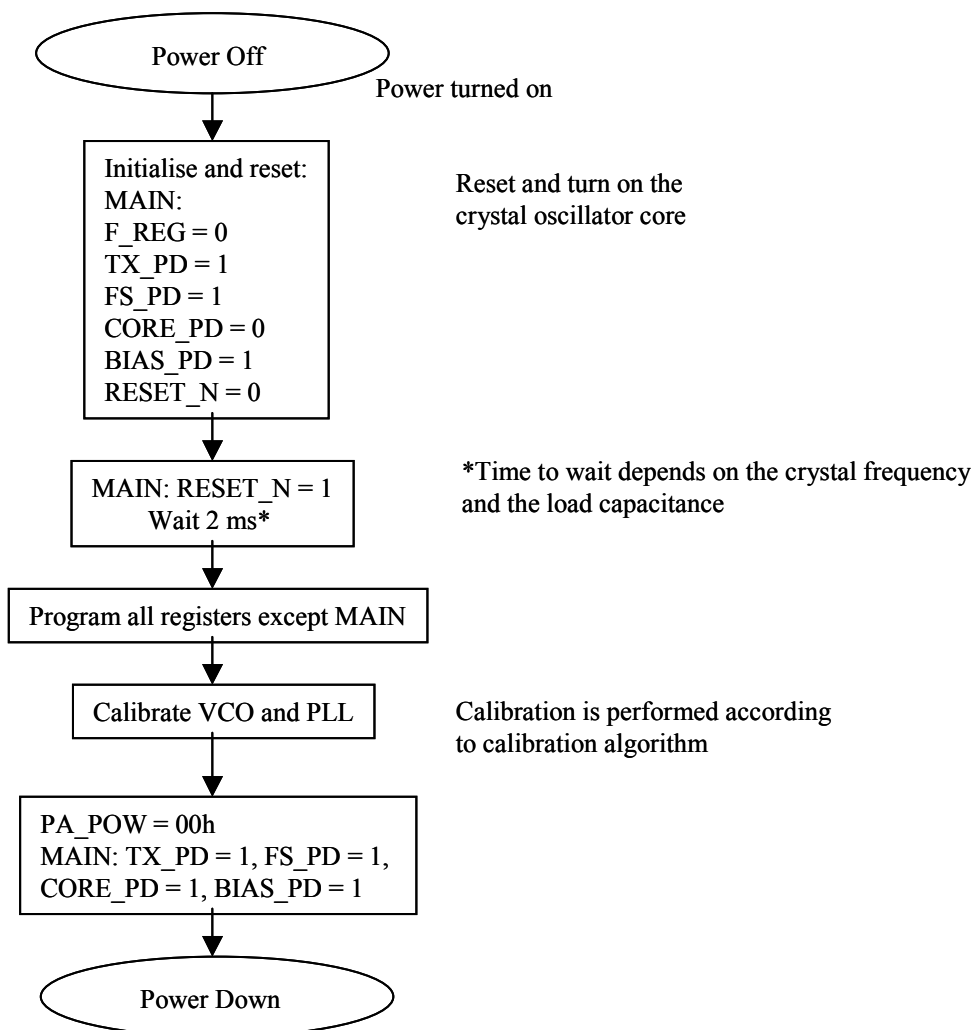 Power Off
Power turned on
Initialise and reset:
MAIN:
F_REG = 0
TX_PD = 1
FS_PD = 1
CORE_PD = 0
BIAS_PD = 1
RESET_N = 0
Reset and turn on the
crystal oscillator core
MAIN: RESET_N = 1
Wait 2 ms*
*Time to wait depends on the crystal frequency
and the load capacitance
Program all registers except MAIN
Calibrate VCO and PLL
Calibration is performed according
to calibration algorithm
PA_POW = 00h
MAIN: TX_PD = 1, FS_PD = 1,
CORE_PD = 1, BIAS_PD = 1
Power Down